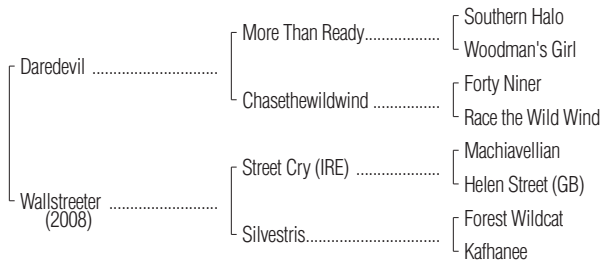 Southern Halo
More Than Ready..................
Woodman's Girl
Daredevil ..............................
Forty Niner
Chasethewildwind ................
Race the Wild Wind
Machiavellian
Street Cry (IRE) ....................
Helen Street (GB)
Wallstreeter ..........................
(2008)
Forest Wildcat
Silvestris................................
Kafhanee